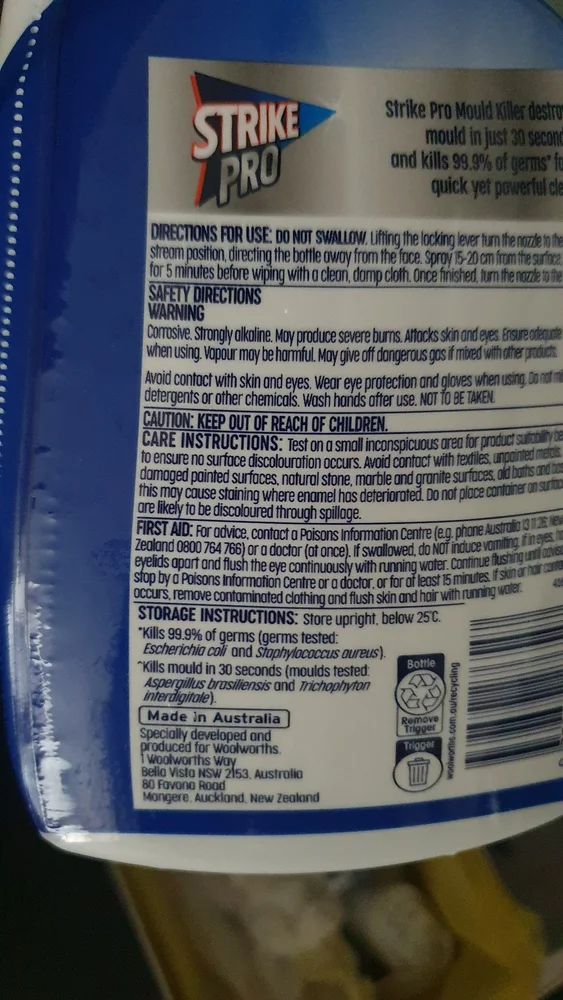 STRIKE
PRO
Strike Pro Mould Killer
mould in just 30
and kills 99.9% of germs*
quick yet powerful
DIRECTIONS FOR USE: DO NOT SWALLOW. Lifting the locking lever turn the nozzle to the
stream position, directing the bottle away from the face. Spray 15-20 cm from the surface.
for 5 minutes before wiping with a clean, damp cloth. Once finished, turn the nozzle to the
SAFETY DIRECTIONS
WARNING
Corrosive. Strongly alkaline. May produce severe burns. Attacks skin and eyes. Ensure adequate
when using. Vapour may be harmful. May give off dangerous gas if mixed with other products.
Avoid contact with skin and eyes. Wear eye protection and gloves when using. Do not
detergents or other chemicals. Wash hands after use. NOT TO BE TAKEN.
CAUTION: KEEP OUT OF REACH OF CHILDREN.
CARE INSTRUCTIONS: Test on a small inconspicuous area for product suitability
to ensure no surface discolouration occurs. Avoid contact with textiles, unpainted metals,
damaged painted surfaces, natural stone, marble and granite surfaces, old baths and
this may cause staining where enamel has deteriorated. Do not place container on
are likely to be discoloured through spillage.
FIRST AID: For advice, contact a Poisons Information Centre (e.g. phone Australia 13 11 26; New
Zealand 0800 764 766) or a doctor (at once). If swallowed, do NOT induce vomiting. If in eyes,
eyelids apart and flush the eye continuously with running water. Continue flushing until
stop by a Poisons Information Centre or a doctor, or for at least 15 minutes. If skin or hair
occurs, remove contaminated clothing and flush skin and hair with running water.
STORAGE INSTRUCTIONS: store upright, below 25°C.
*Kills 99.9% of germs (germs tested:
Escherichia coli and Staphylococcus aureus).
^Kills mould in 30 seconds (moulds tested:
Aspergillus brasiliensis and Trichophyton
interdigitale).
Made in Australia
Specially developed and
produced for Woolworths.
1 Woolworths Way
Bella Vista NSW 2153, Australia
80 Favona Road
Mangere, Auckland, New Zealand
Bottle
Remove
Trigger
Trigger
woolworths.com.au/recycling